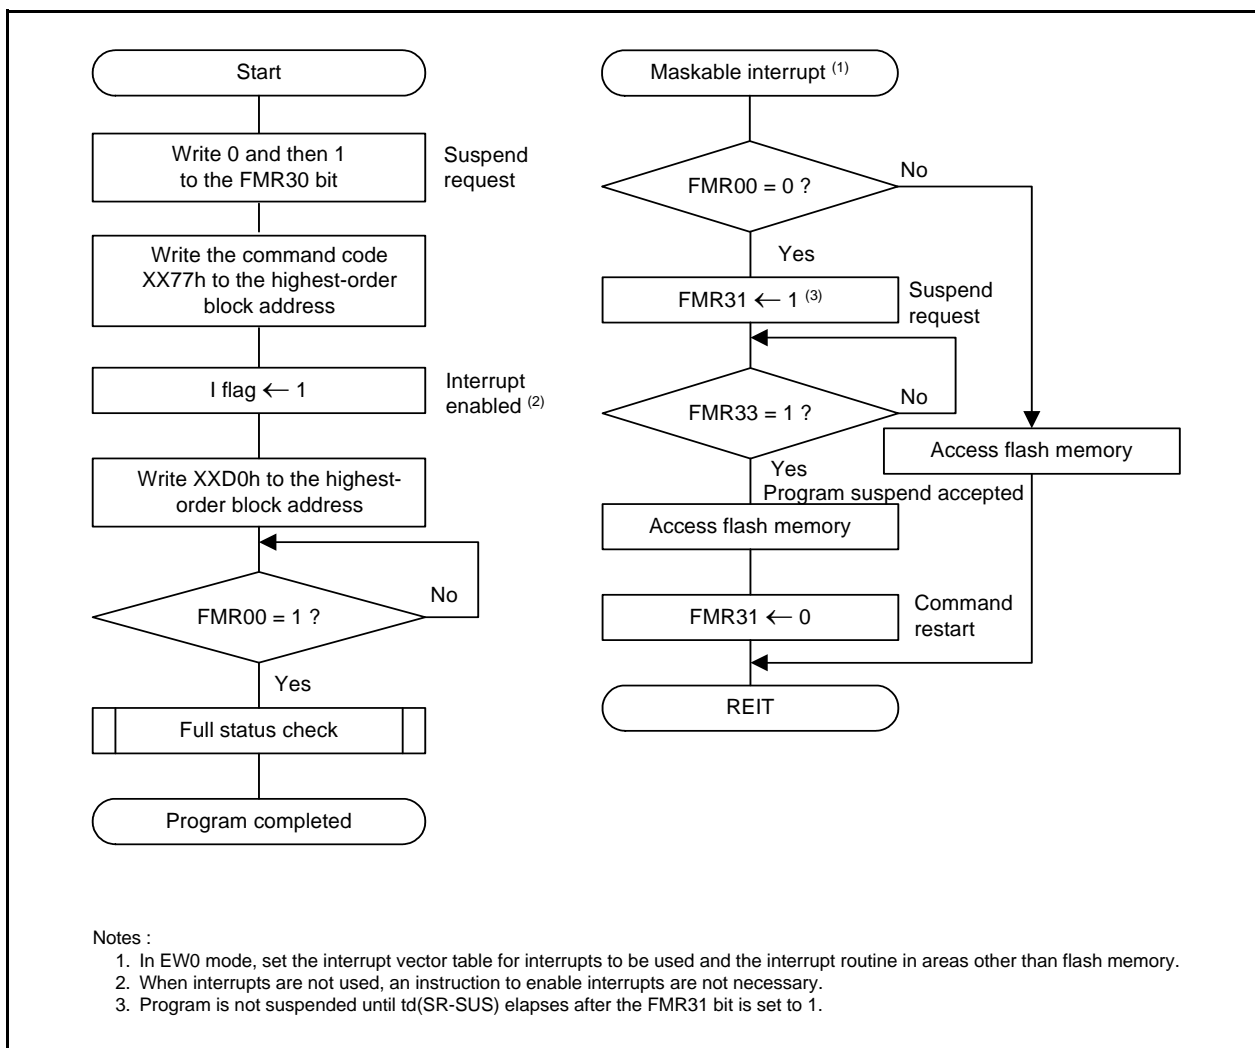 Start
Write 0 and then 1
to the FMR30 bit
Suspend
request
Write the command code
XX77h to the highest-order
block address
I flag ← 1
Interrupt
enabled (2)
Write XXD0h to the highest-
order block address
FMR00 = 1 ?
No
Yes
Full status check
Program completed
Maskable interrupt (1)
FMR00 = 0 ?
No
Yes
FMR31 ← 1 (3)
Suspend
request
FMR33 = 1 ?
No
Yes
Program suspend accepted
Access flash memory
Access flash memory
FMR31 ← 0
Command
restart
REIT
Notes :
1. In EW0 mode, set the interrupt vector table for interrupts to be used and the interrupt routine in areas other than flash memory.
2. When interrupts are not used, an instruction to enable interrupts are not necessary.
3. Program is not suspended until td(SR-SUS) elapses after the FMR31 bit is set to 1.